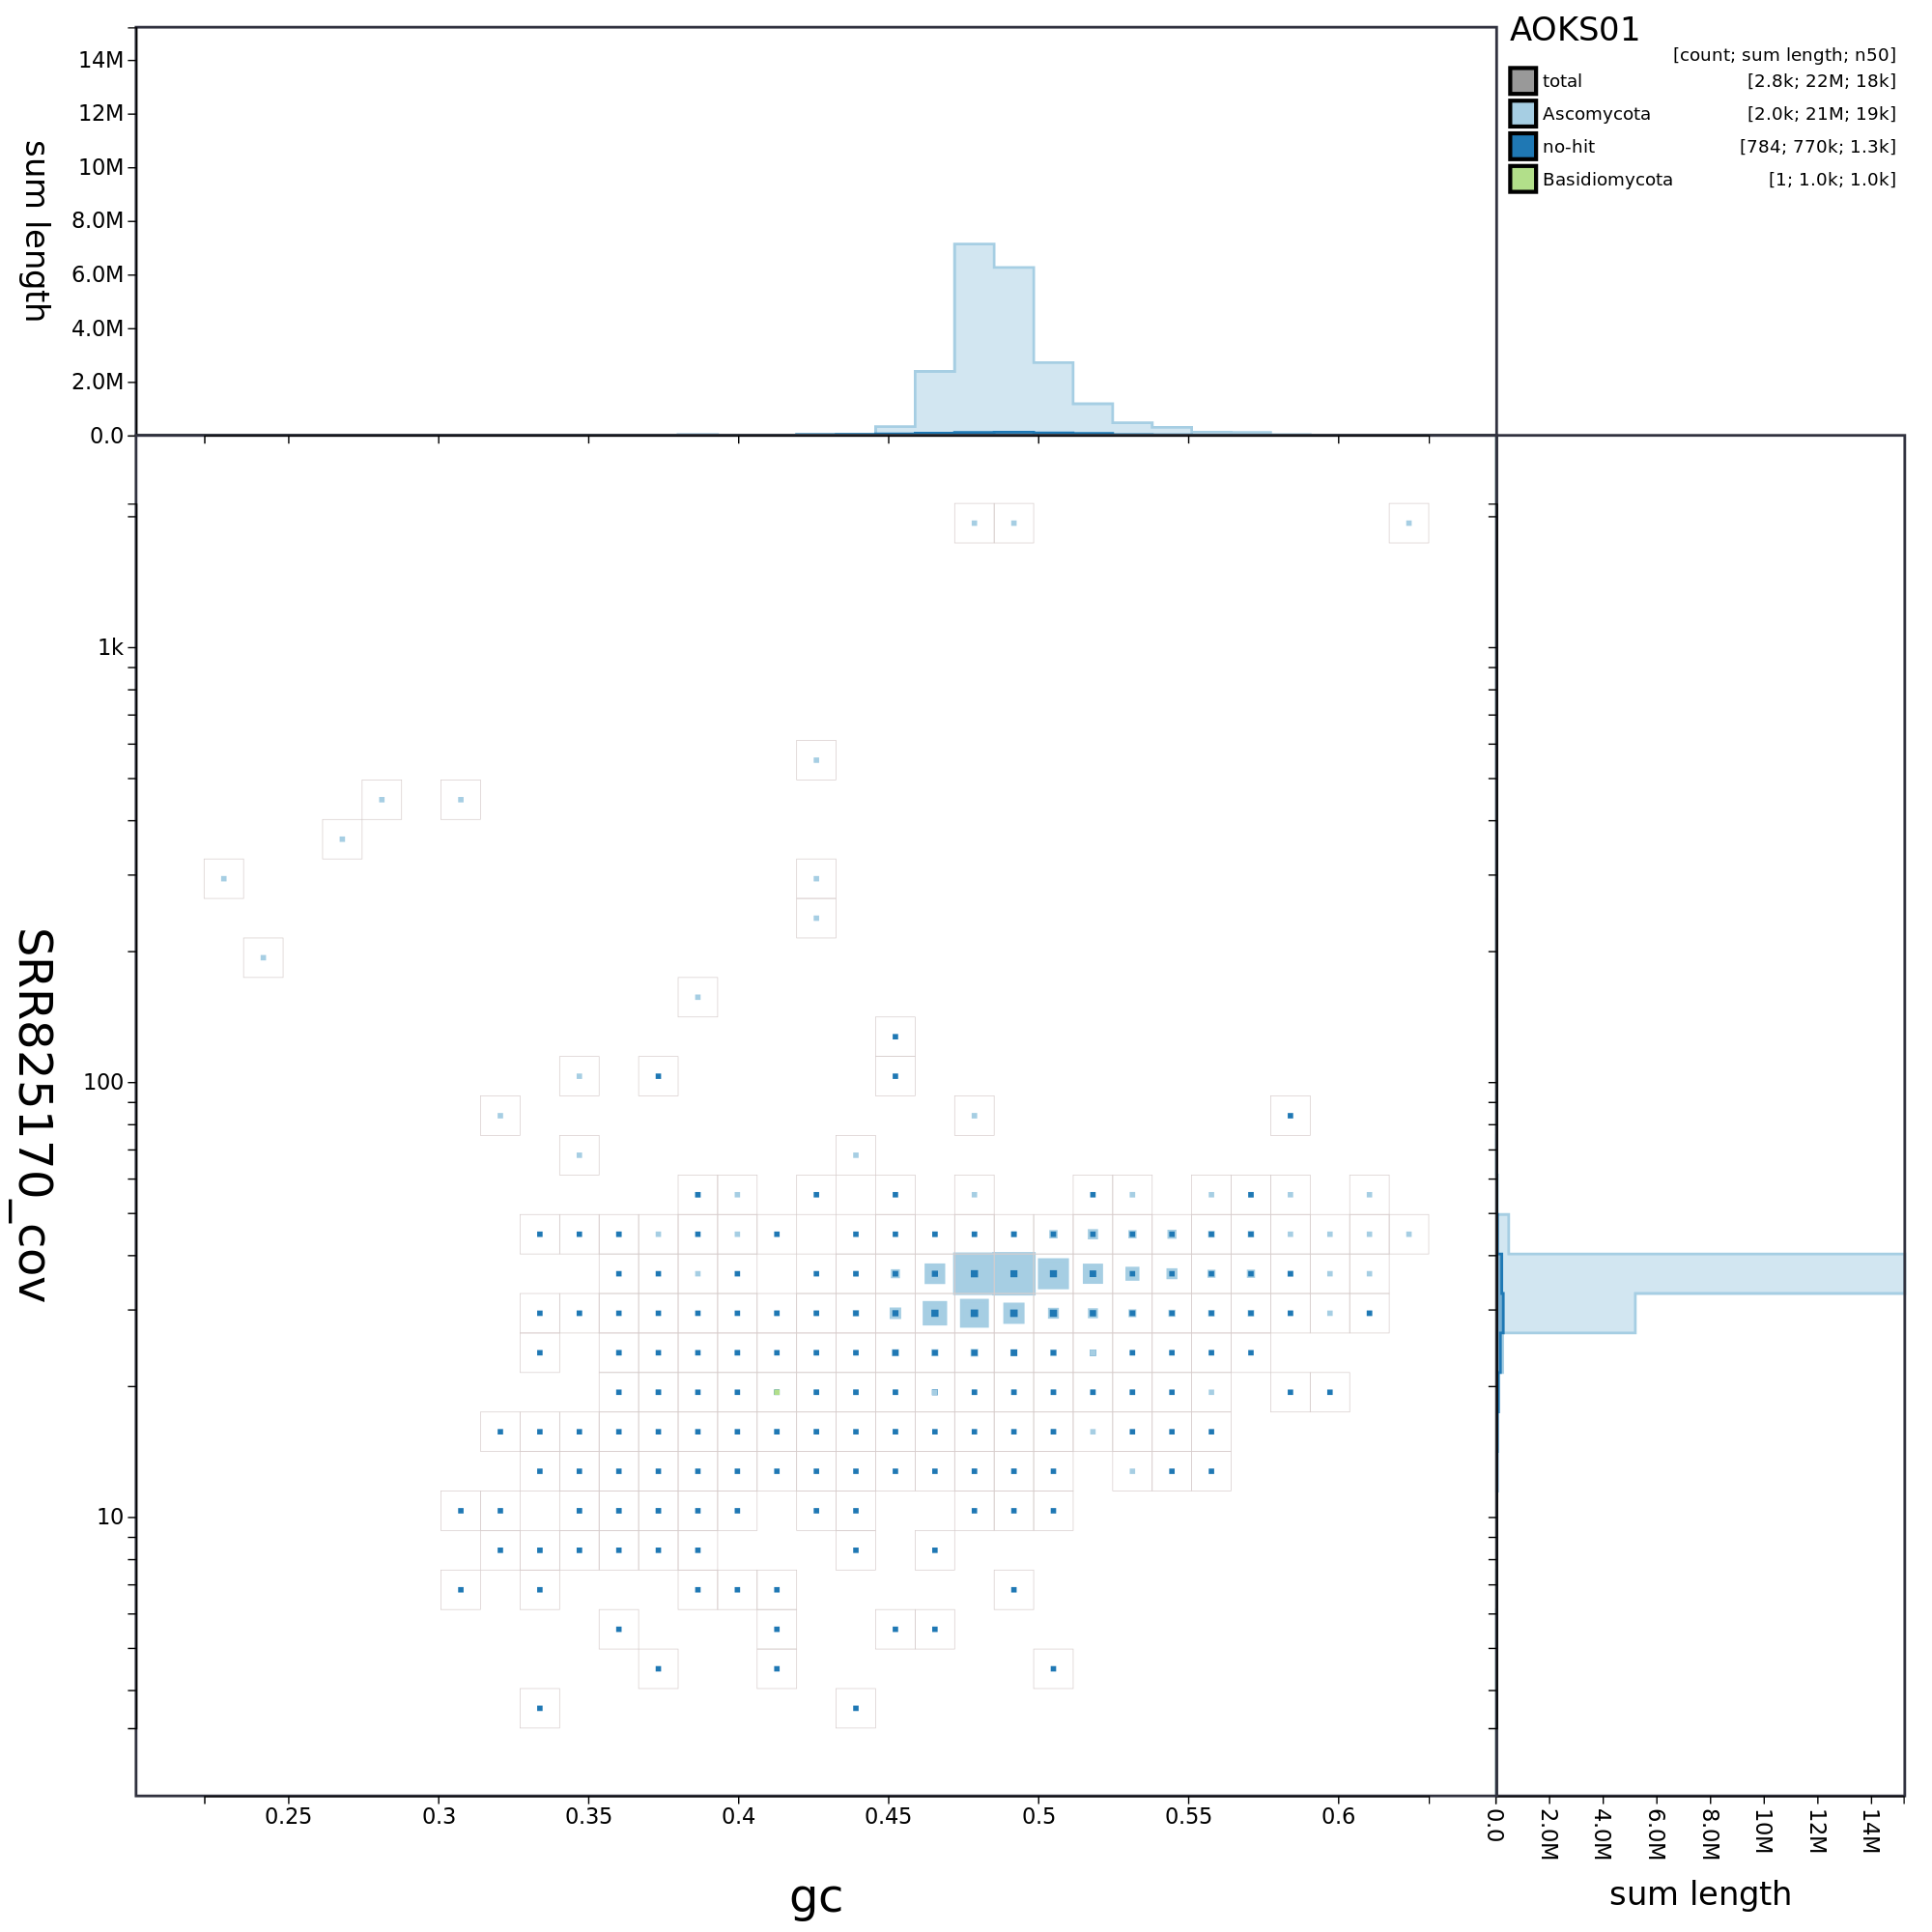 AOKS01
[count; sum length; n50]
total [2.8k; 22M; 18k]
Ascomycota [2.0k; 21M; 19k]
no-hit [784; 770k; 1.3k]
Basidiomycota [1; 1.0k; 1.0k]
sum length
14M
12M
10M
8.0M
6.0M
4.0M
2.0M
0.0
SRR825170_cov
1k
100
10
0.25 0.3 0.35 0.4 0.45 0.5 0.55 0.6
gc
0.0 2.0M 4.0M 6.0M 8.0M 10M 12M 14M
sum length